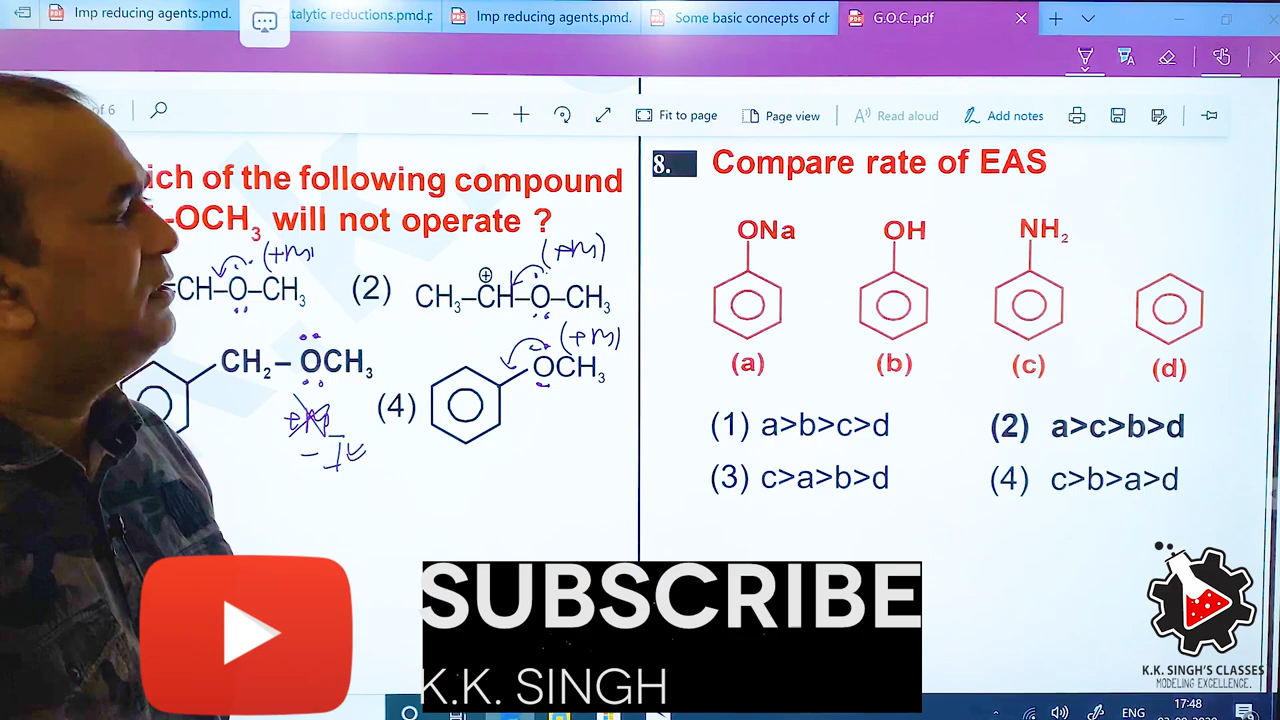 Imp reducing agents.pmd.
talytic reductions.pmd.p
Imp reducing agents.pmd.
Some basic concepts of ch
G.O.C..pdf
of 6
Fit to page
Page view
Read aloud
Add notes
ich of the following compound
-OCH3 will not operate ?
(+m)
CH–O–CH3
(2) CH3–CH–O–CH3
⊕
(+m)
CH2–OCH3
-I
(4) OCH3
(+m)
8. Compare rate of EAS
ONa OH NH2
(a) (b) (c) (d)
(1) a>b>c>d (2) a>c>b>d
(3) c>a>b>d (4) c>b>a>d
SUBSCRIBE
K.K. SINGH
K.K. SINGH'S CLASSES
MODELING EXCELLENCE.
ENG
17:48